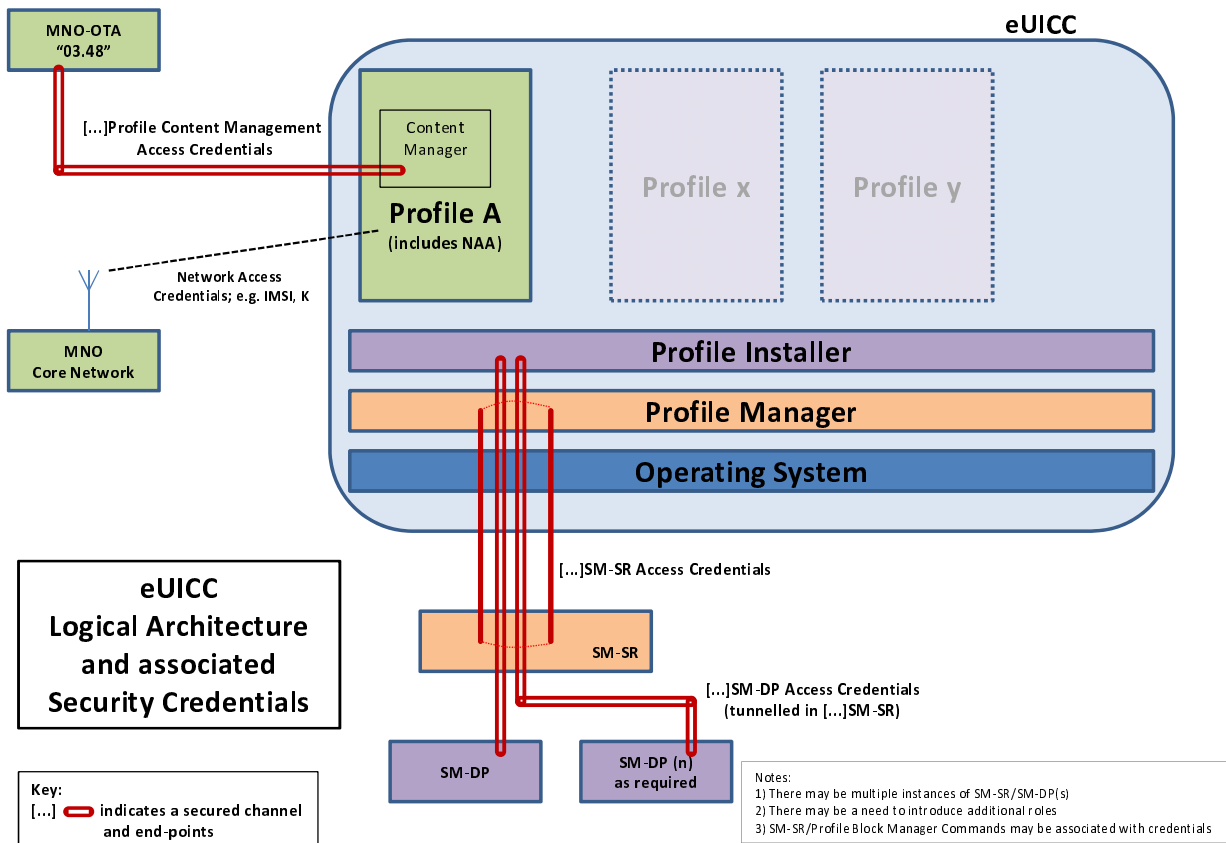 MNO-OTA
“03.48”
eUICC
[...]Profile Content Management
Access Credentials
Content
Manager
Profile A
(includes NAA)
Profile x
Profile y
Network Access
Credentials; e.g. IMSI, K
MNO
Core Network
Profile Installer
Profile Manager
Operating System
[...]SM-SR Access Credentials
eUICC
Logical Architecture
and associated
Security Credentials
SM-SR
[...]SM-DP Access Credentials
(tunnelled in [...]SM-SR)
SM-DP
SM-DP (n)
as required
Key:
[...] indicates a secured channel
and end-points
Notes:
1) There may be multiple instances of SM-SR/SM-DP(s)
2) There may be a need to introduce additional roles
3) SM-SR/Profile Block Manager Commands may be associated with credentials